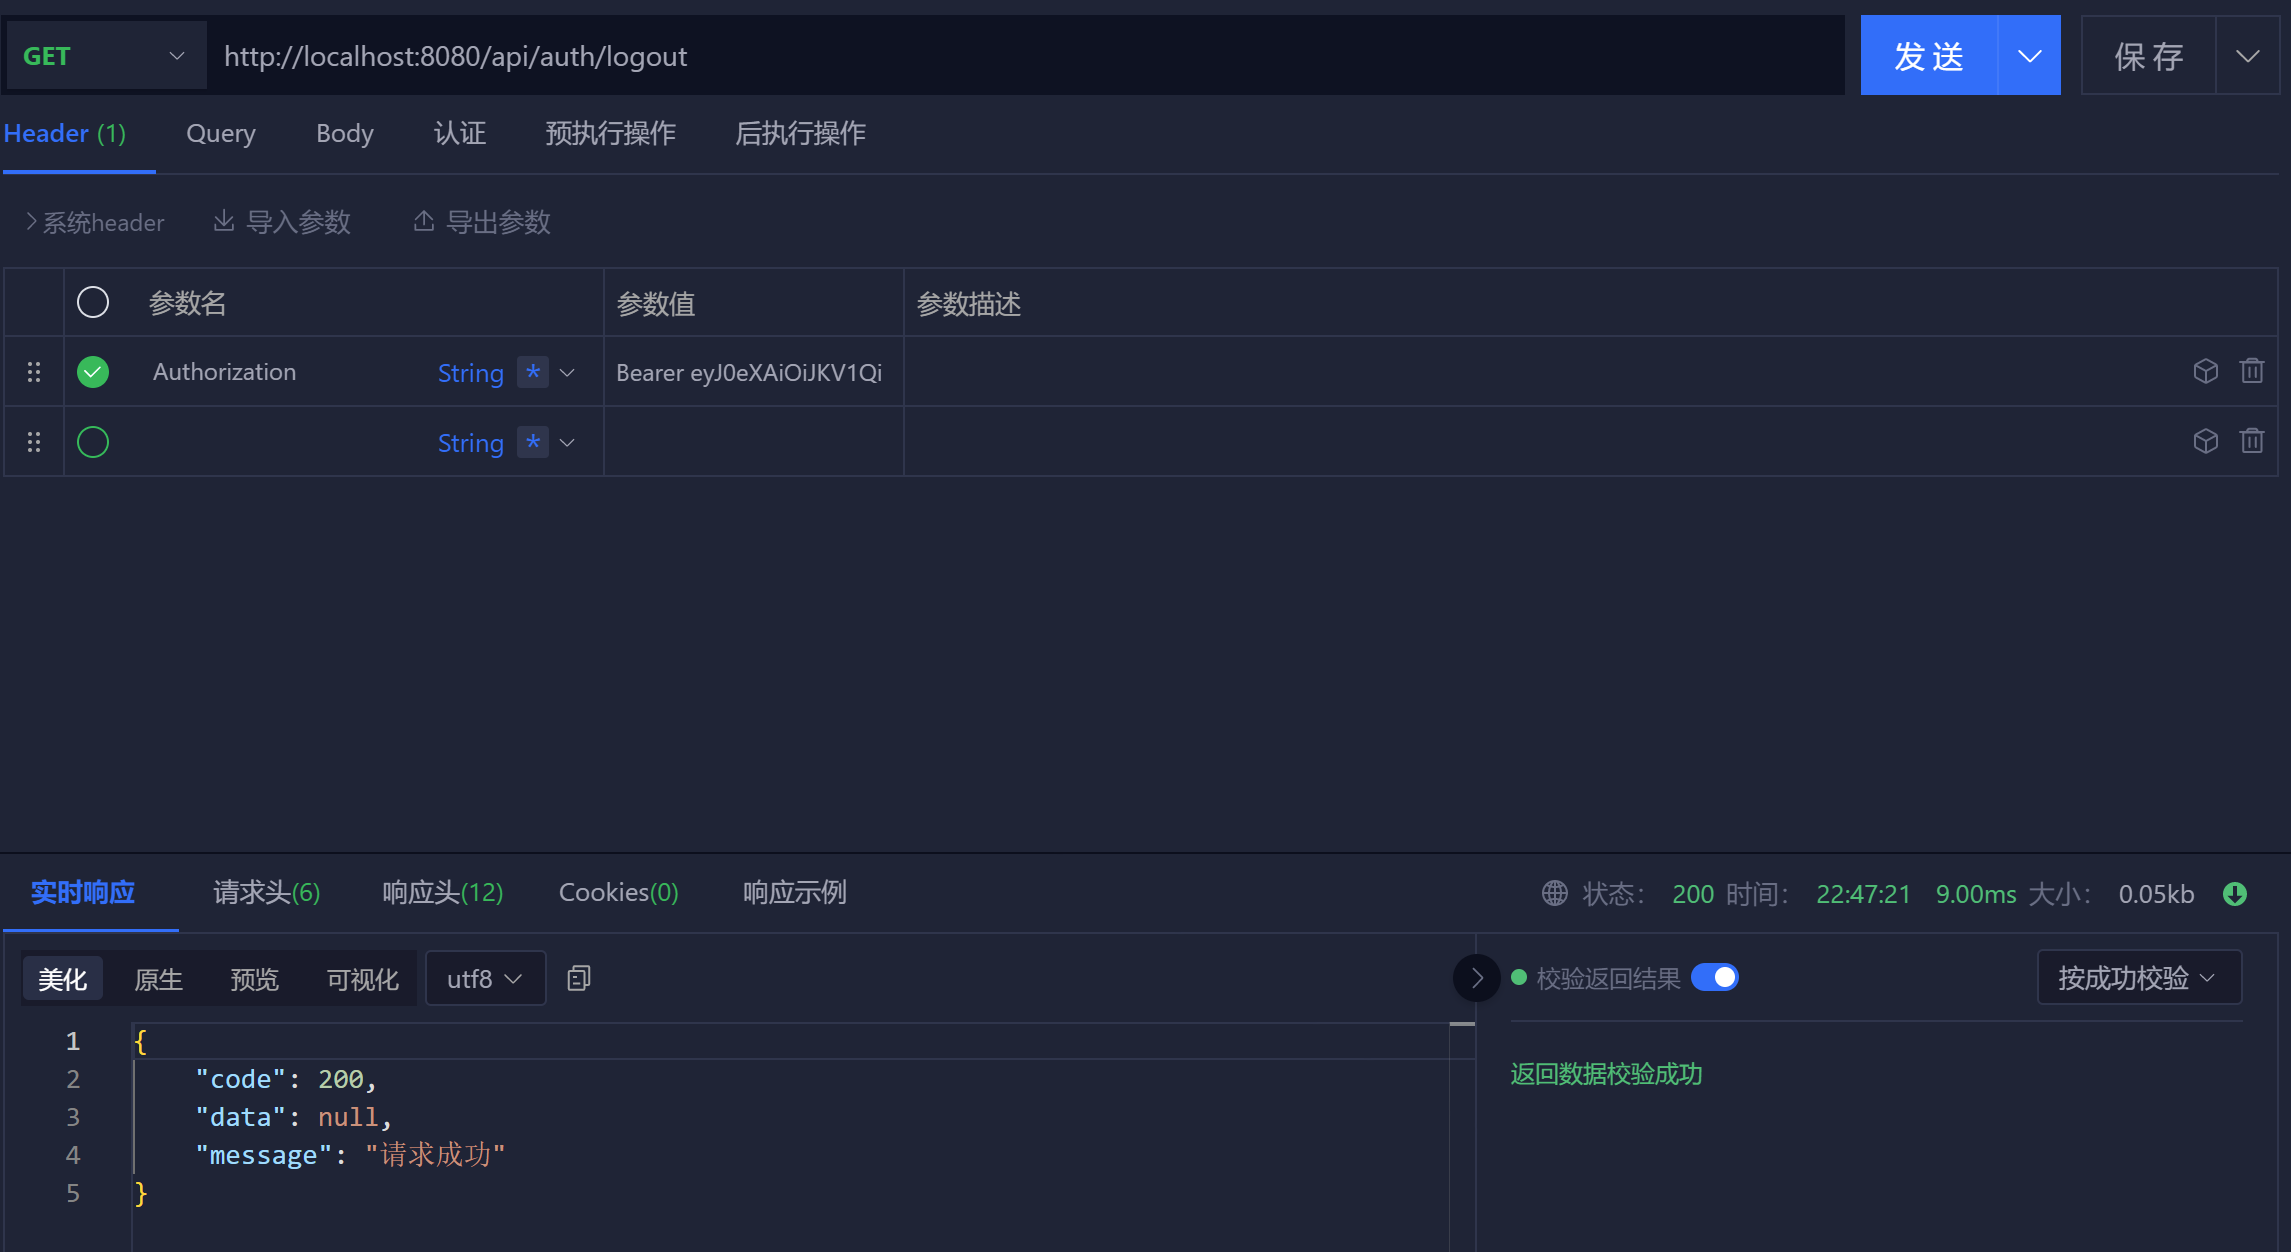 GET http://localhost:8080/api/auth/logout 发送 保存
Header (1) Query Body 认证 预执行操作 后执行操作
系统header 导入参数 导出参数
参数名 参数值 参数描述
Authorization String * Bearer eyJ0eXAiOiJKV1Qi
String *
实时响应 请求头(6) 响应头(12) Cookies(0) 响应示例 状态: 200 时间: 22:47:21 9.00ms 大小: 0.05kb
美化 原生 预览 可视化 utf8 校验返回结果 按成功校验
1 {
2 "code": 200,
3 "data": null,
4 "message": "请求成功"
5 }
返回数据校验成功